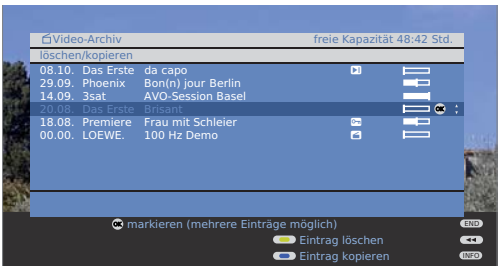 Video-Archiv freie Kapazität 48:42 Std.
löschen/kopieren
08.10. Das Erste da capo
29.09. Phoenix Bon(n) jour Berlin
14.09. 3sat AVO-Session Basel
20.08. Das Erste Brisant OK
18.08. Premiere Frau mit Schleier
00.00. LOEWE. 100 Hz Demo
OK markieren (mehrere Einträge möglich) END
Eintrag löschen
Eintrag kopieren INFO